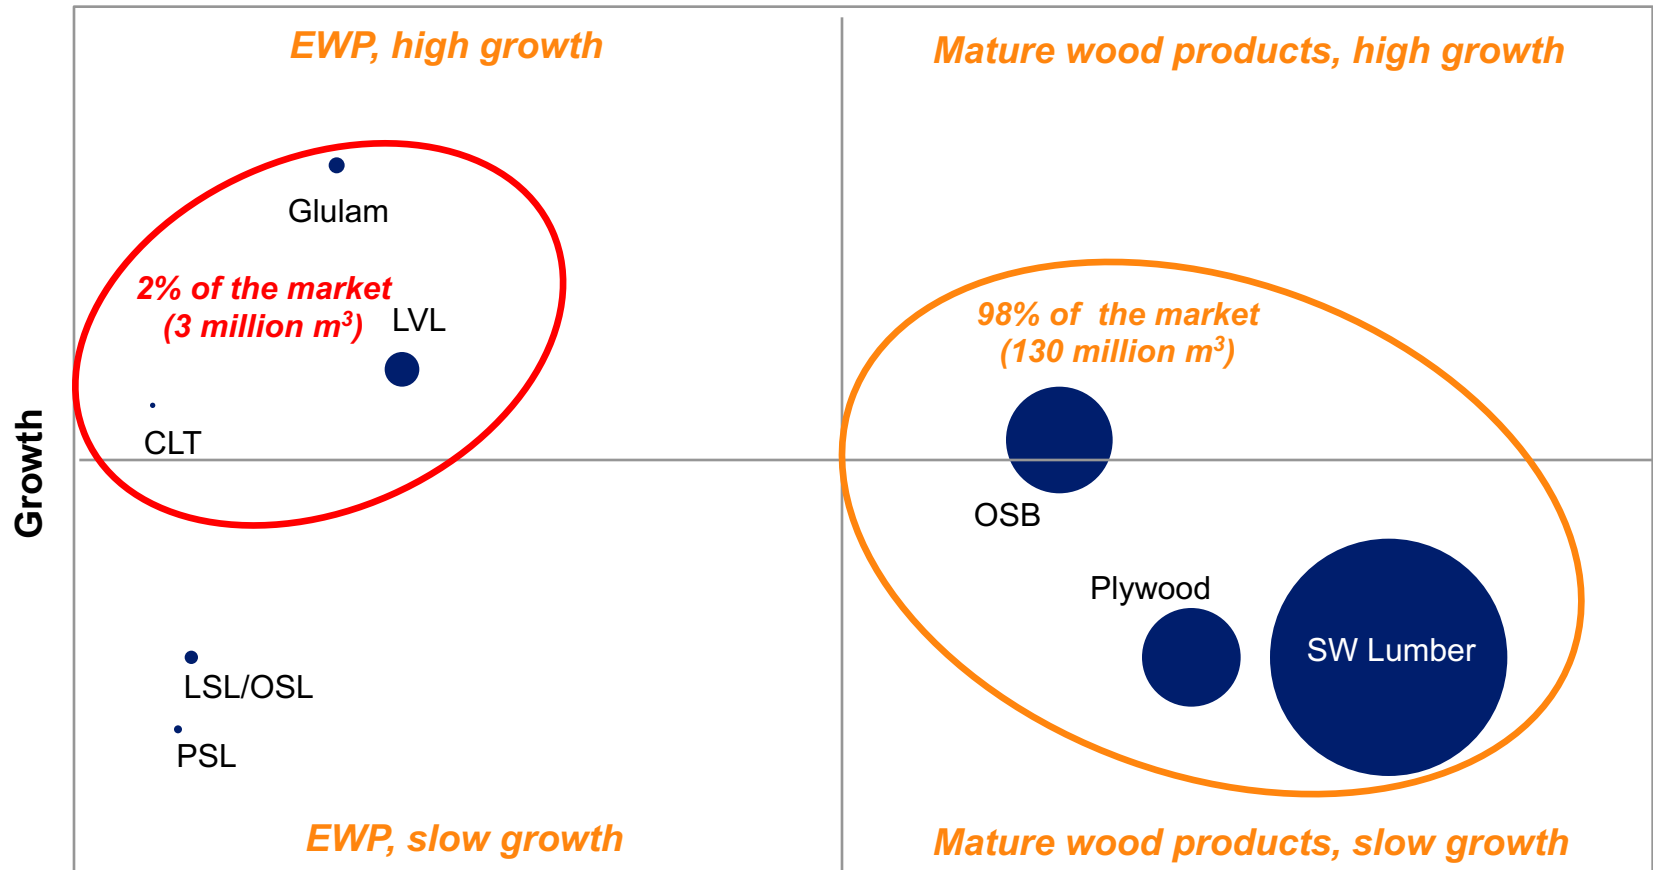 EWP, high growth
Mature wood products, high growth
Glulam
2% of the market
(3 million m³)
LVL
CLT
98% of the market
(130 million m³)
OSB
Growth
Plywood
SW Lumber
LSL/OSL
PSL
EWP, slow growth
Mature wood products, slow growth